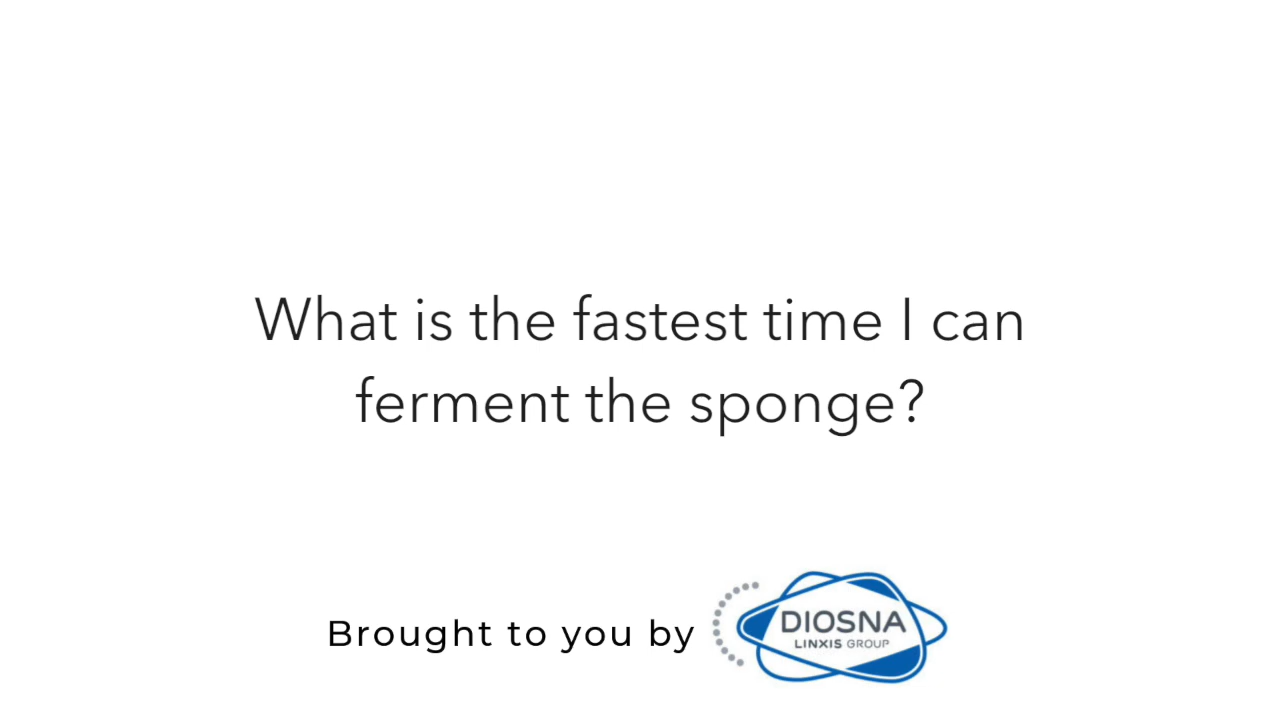 What is the fastest time I can
ferment the sponge?
Brought to you by
DIOSNA
LINXIS GROUP